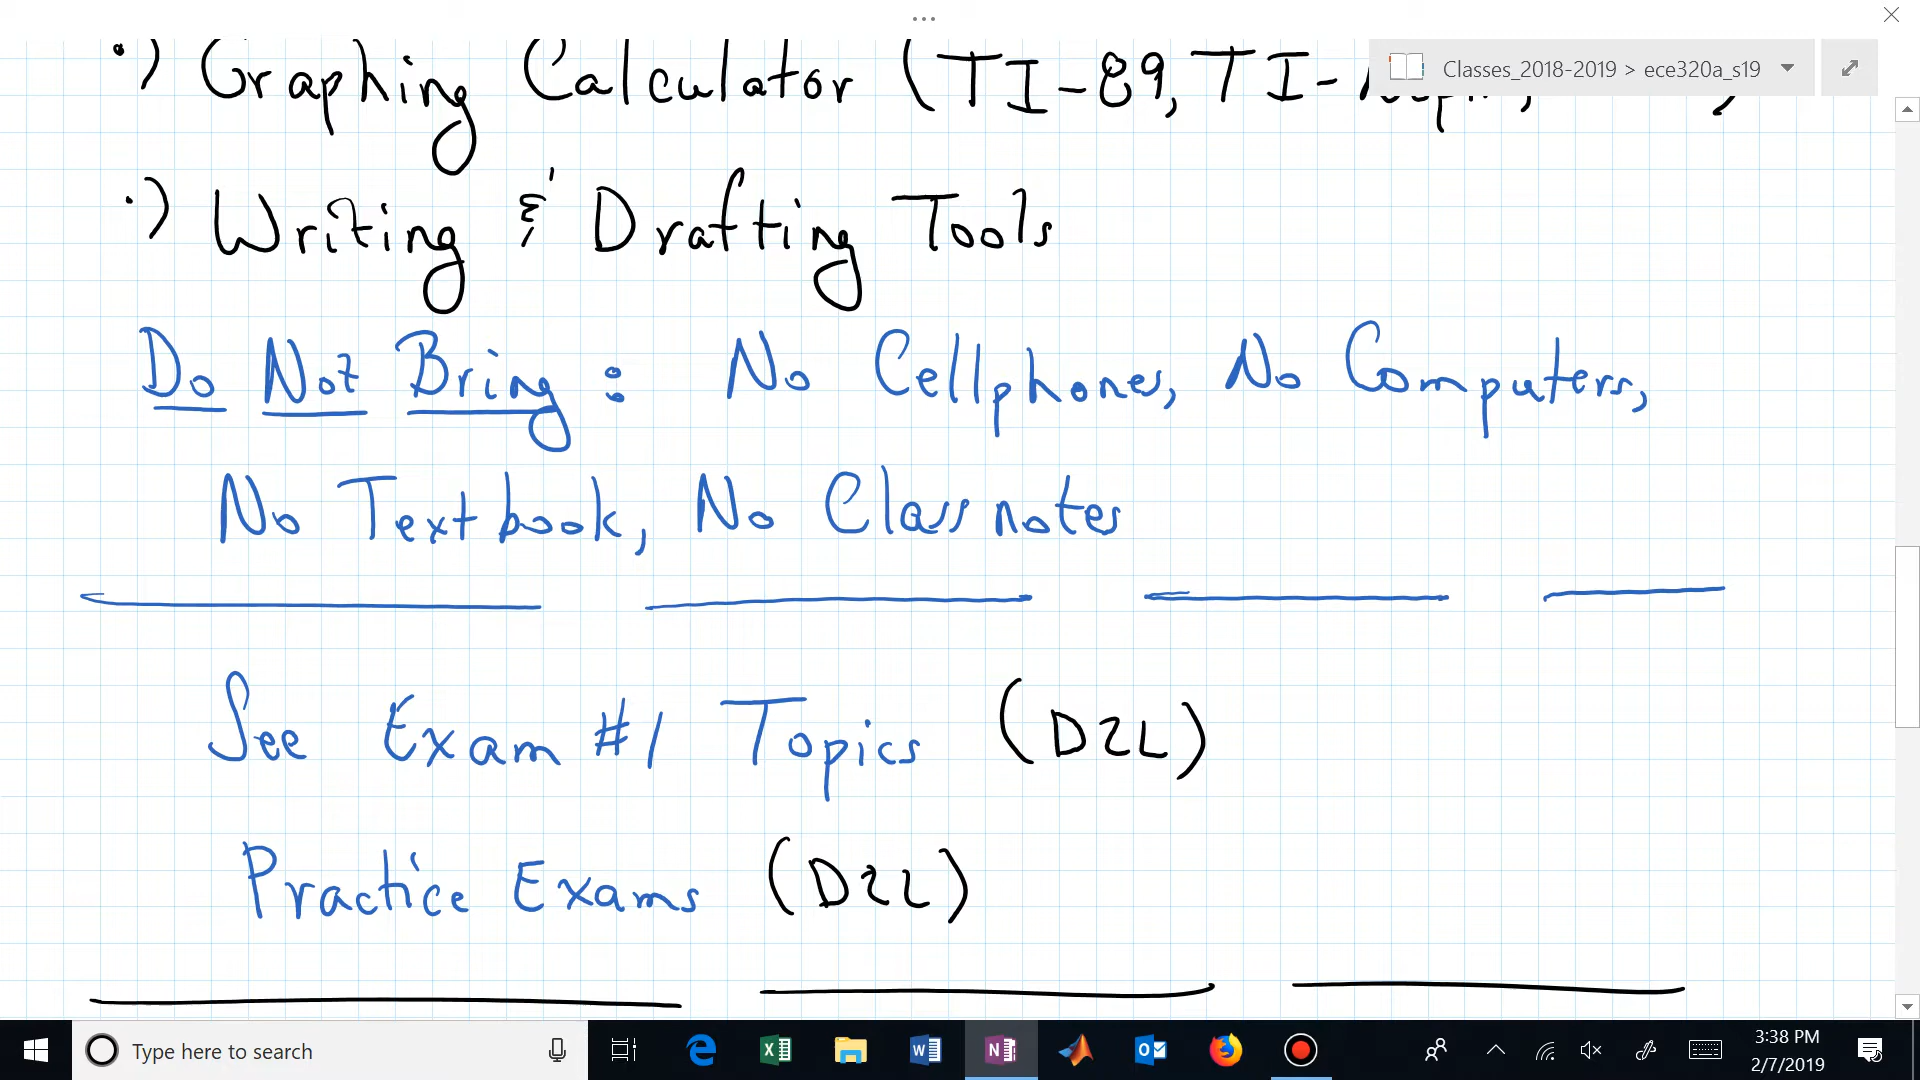 ·) Graphing Calculator (TI-89, TI-
Classes_2018-2019 > ece320a_s19
·) Writing & Drafting Tools
Do Not Bring: No Cellphones, No Computers,
No Textbook, No Class notes
See Exam #1 Topics (D2L)
Practice Exams (D2L)
Type here to search
3:38 PM
2/7/2019